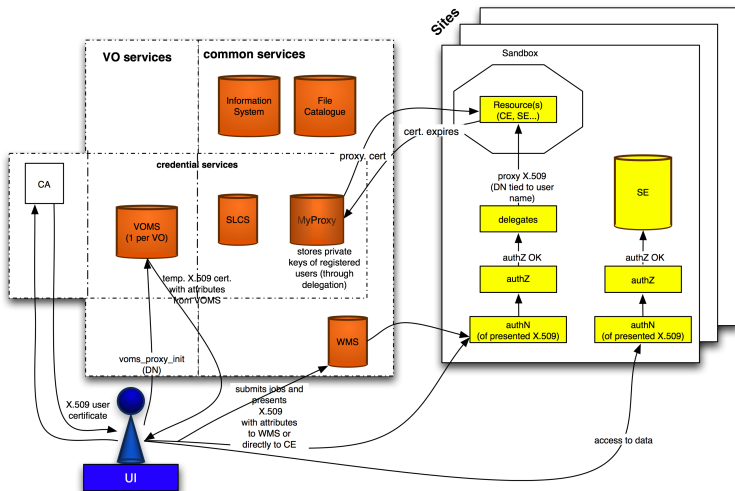 Sites
VO services
common services
Sandbox
Information
System
File
Catalogue
Resource(s)
(CE, SE...)
cert. expires
proxy. cert
credential services
CA
VOMS
(1 per VO)
SLCS
MyProxy
stores private
keys of registered
users (through
delegation)
proxy X.509
(DN tied to user
name)
SE
delegates
authZ OK
authZ OK
authZ
authZ
temp. X.509 cert.
with attributes
from VOMS
authN
(of presented X.509)
authN
(of presented X.509)
WMS
voms_proxy_init
(DN)
submits jobs and
presents
X.509
with attributes
to WMS or
directly to CE
X.509 user
certificate
access to data
UI